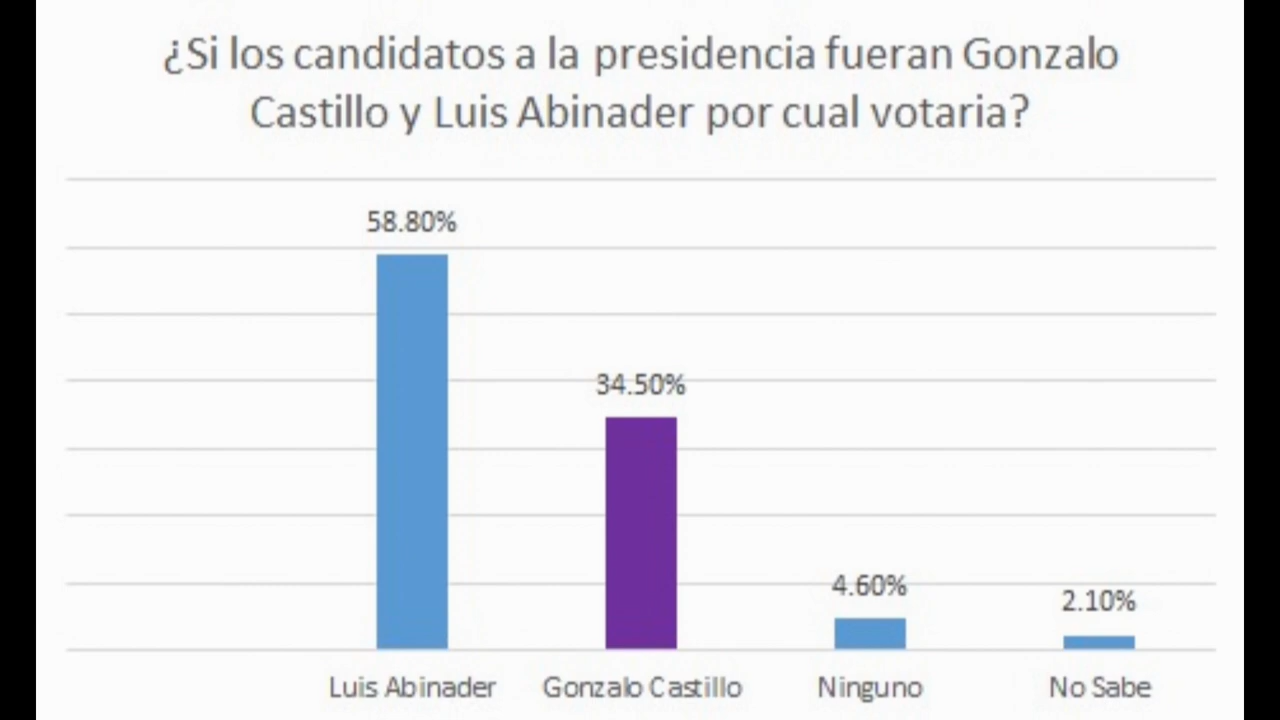 ¿Si los candidatos a la presidencia fueran Gonzalo
Castillo y Luis Abinader por cual votaria?
58.80%
34.50%
4.60%
2.10%
Luis Abinader
Gonzalo Castillo
Ninguno
No Sabe